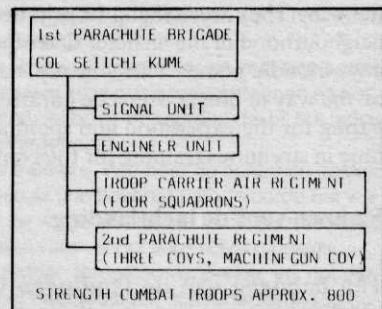 1st PARACHUTE BRIGADE
COL SEIICHI KUME
SIGNAL UNIT
ENGINEER UNIT
TROOP CARRIER AIR REGIMENT
(FOUR SQUADRONS)
2nd PARACHUTE REGIMENT
(THREE COYS, MACHINEGUN COY)
STRENGTH COMBAT TROOPS APPROX. 800